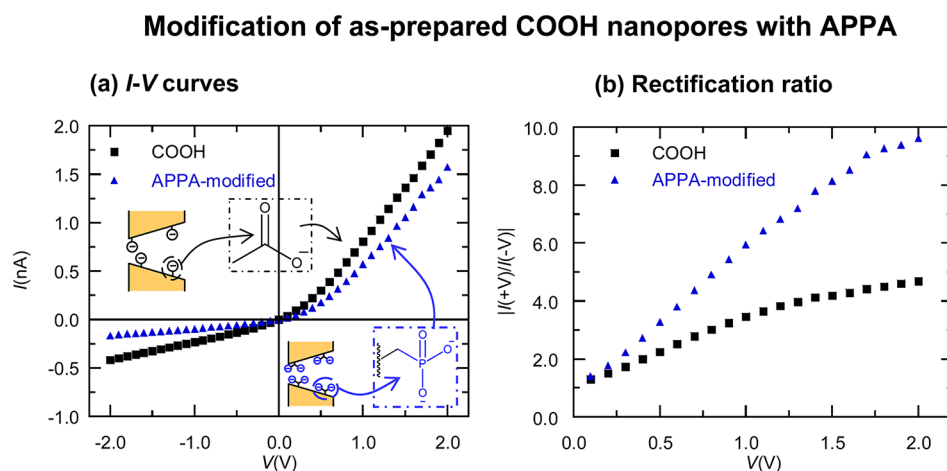 Modification of as-prepared COOH nanopores with APPA
(a) I-V curves
2.0
1.5
1.0
0.5
0.0
-0.5
-1.0
I(nA)
COOH
APPA-modified
O
O
−
O
O
−
P
O
−
−
-2.0
-1.0
0.0
1.0
2.0
V(V)
(b) Rectification ratio
10.0
8.0
6.0
4.0
2.0
0.0
|I(+V)/I(-V)|
COOH
APPA-modified
0.0
0.5
1.0
1.5
2.0
V(V)